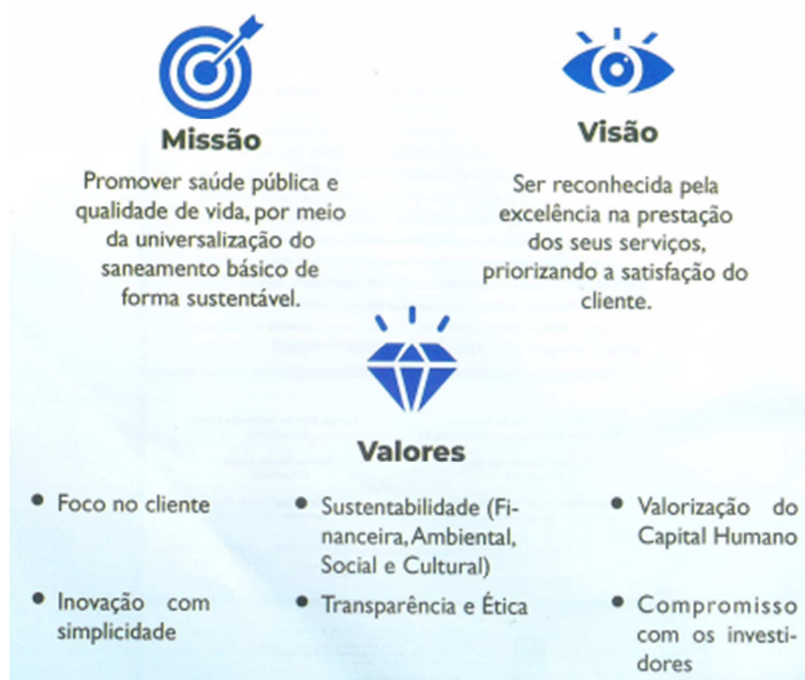 Missão
Promover saúde pública e
qualidade de vida, por meio
da universalização do
saneamento básico de
forma sustentável.
Visão
Ser reconhecida pela
excelência na prestação
dos seus serviços,
priorizando a satisfação do
cliente.
Valores
• Foco no cliente
• Inovação com
simplicidade
• Sustentabilidade (Fi-
nanceira, Ambiental,
Social e Cultural)
• Transparência e Ética
• Valorização do
Capital Humano
• Compromisso
com os investi-
dores